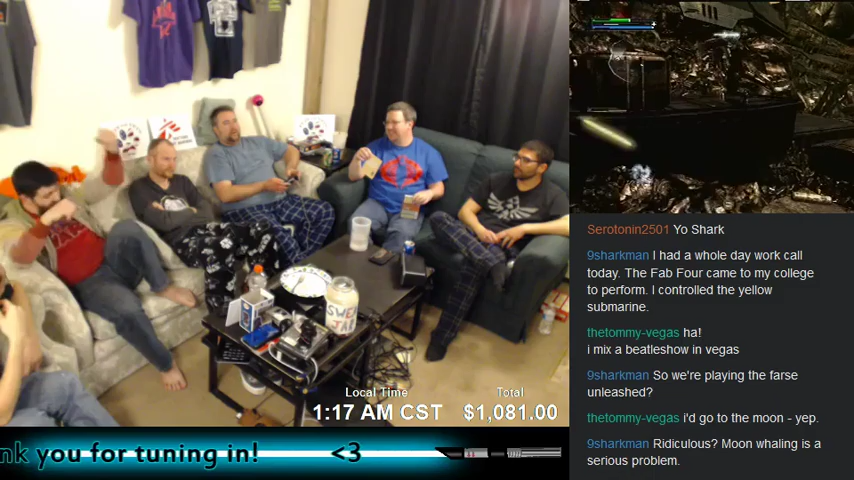 SWEAR
JAR
Local Time
Total
1:17 AM CST
$1,081.00
nk you for tuning in!
<3
Serotonin2501 Yo Shark
9sharkman I had a whole day work call
today. The Fab Four came to my college
to perform. I controlled the yellow
submarine.
thetommy-vegas ha!
i mix a beatleshow in vegas
9sharkman So we're playing the farse
unleashed?
thetommy-vegas i'd go to the moon - yep.
9sharkman Ridiculous? Moon whaling is a
serious problem.